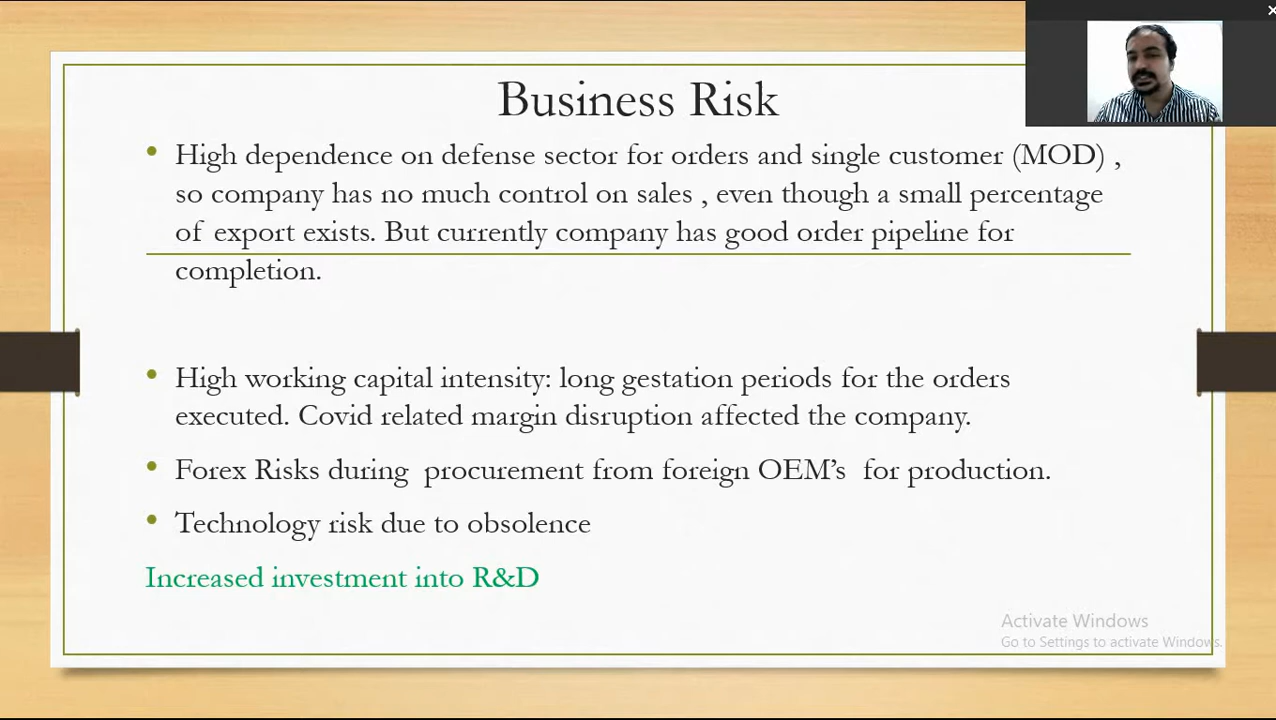 Business Risk
• High dependence on defense sector for orders and single customer (MOD) ,
so company has no much control on sales , even though a small percentage
of export exists. But currently company has good order pipeline for
completion.
• High working capital intensity: long gestation periods for the orders
executed. Covid related margin disruption affected the company.
• Forex Risks during procurement from foreign OEM’s for production.
• Technology risk due to obsolence
Increased investment into R&D
Activate Windows
Go to Settings to activate Windows.